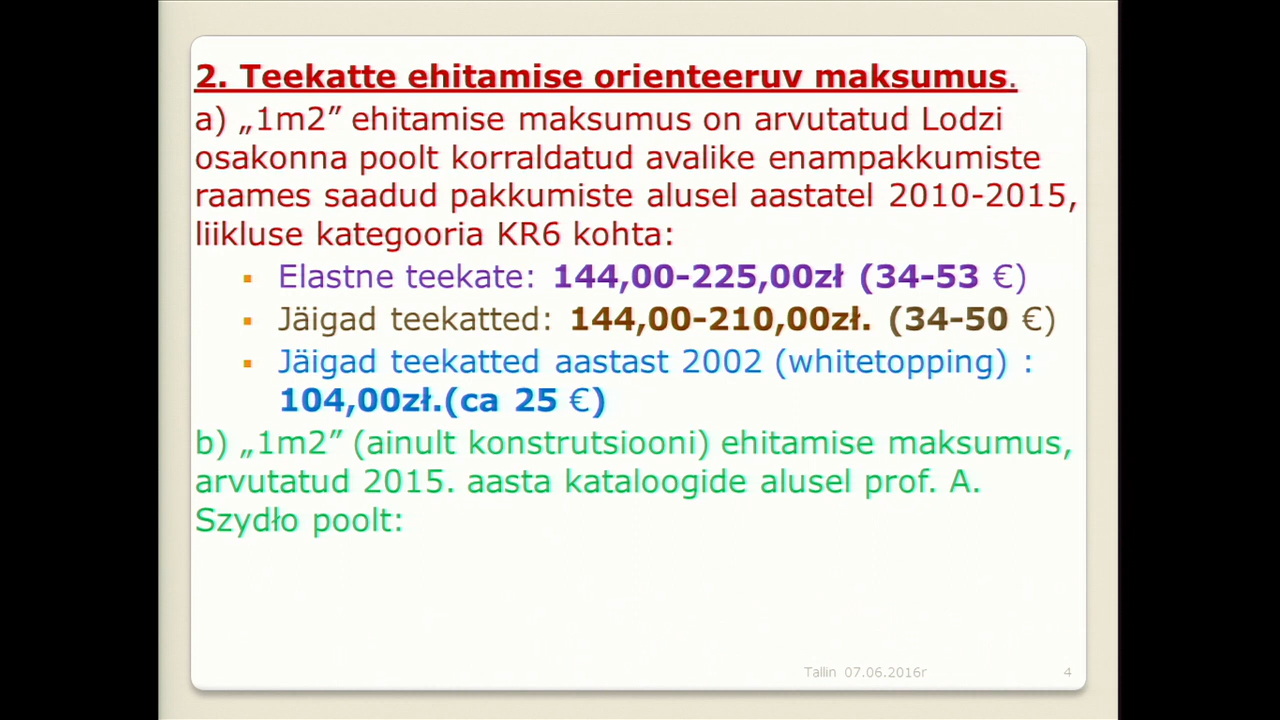 2. Teekatte ehitamise orienteeruv maksumus.
a) „1m2” ehitamise maksumus on arvutatud Lodzi
osakonna poolt korraldatud avalike enampakkumiste
raames saadud pakkumiste alusel aastatel 2010-2015,
liikluse kategooria KR6 kohta:
▪ Elastne teekate: 144,00-225,00zł (34-53 €)
▪ Jäigad teekatted: 144,00-210,00zł. (34-50 €)
▪ Jäigad teekatted aastast 2002 (whitetopping) :
104,00zł.(ca 25 €)
b) „1m2” (ainult konstrutsiooni) ehitamise maksumus,
arvutatud 2015. aasta kataloogide alusel prof. A.
Szydło poolt:
Tallin 07.06.2016r 4